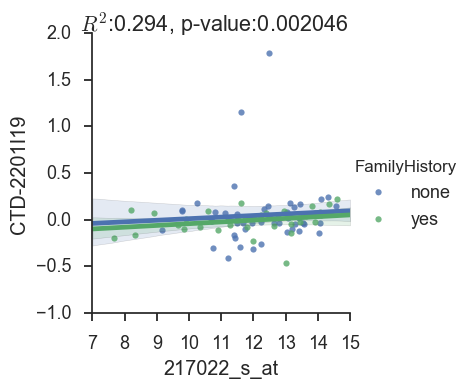 R²:0.294, p-value:0.002046
2.0
1.5
1.0
0.5
0.0
−0.5
−1.0
CTD-2201I19
7 8 9 10 11 12 13 14 15
217022_s_at
FamilyHistory
none
yes